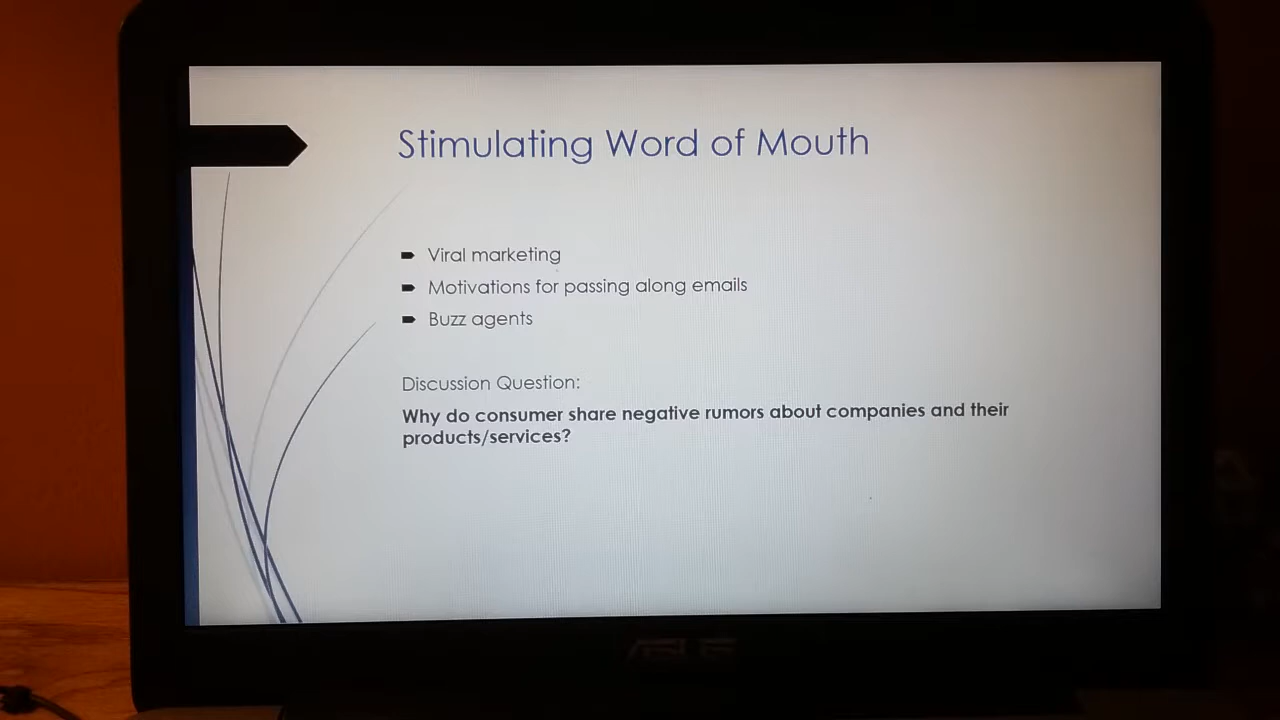 Stimulating Word of Mouth
Viral marketing
Motivations for passing along emails
Buzz agents
Discussion Question:
Why do consumer share negative rumors about companies and their
products/services?
ASUS